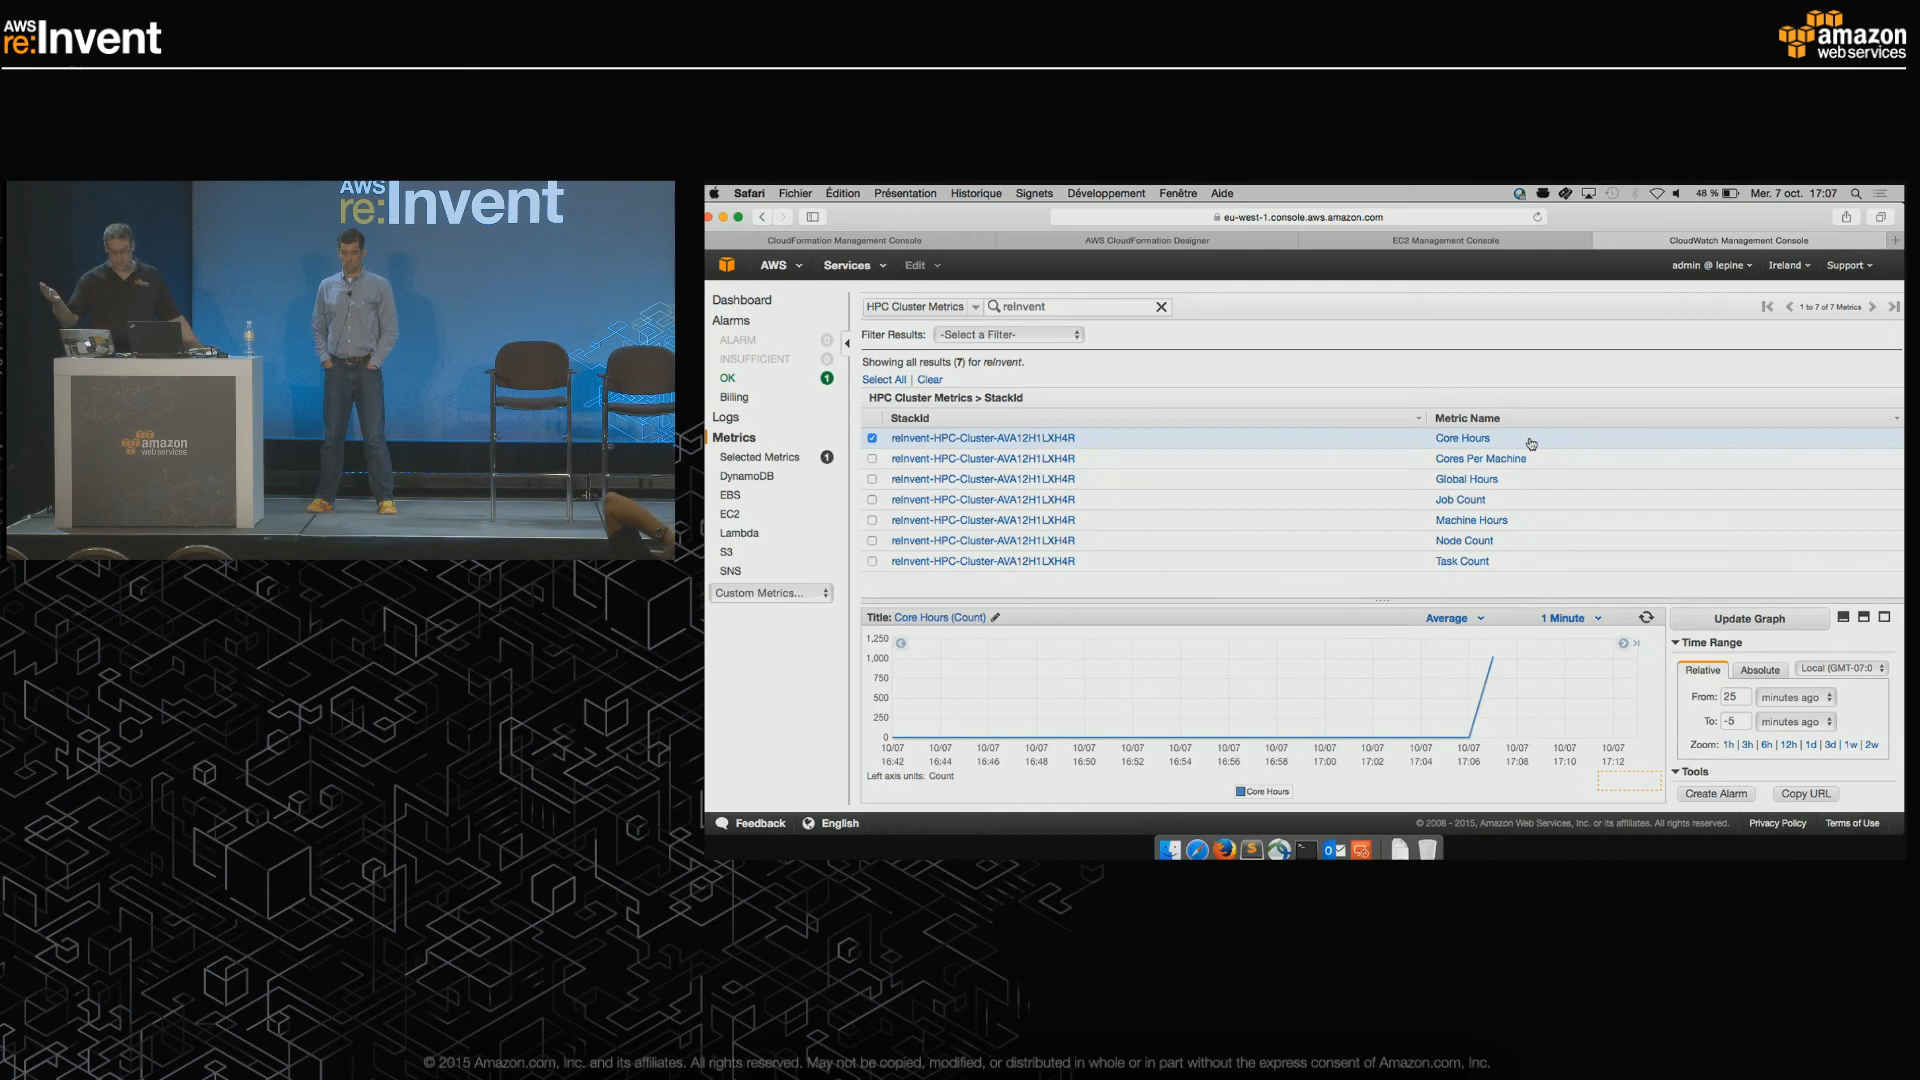 AWS
re:Invent
amazon
web services
AWS
re:Invent
amazon
web services
Safari Fichier Édition Présentation Historique Signets Développement Fenêtre Aide 48 % Mer. 7 oct. 17:07
eu-west-1.console.aws.amazon.com
CloudFormation Management Console AWS CloudFormation Designer EC2 Management Console CloudWatch Management Console
AWS Services Edit admin @ lepine Ireland Support
Dashboard
Alarms
ALARM 0
INSUFFICIENT 0
OK 1
Billing
Logs
Metrics
Selected Metrics 1
DynamoDB
EBS
EC2
Lambda
S3
SNS
Custom Metrics...
HPC Cluster Metrics reInvent 1 to 7 of 7 Metrics
Filter Results: -Select a Filter-
Showing all results (7) for reInvent.
Select All | Clear
HPC Cluster Metrics > StackId
StackId Metric Name
reInvent-HPC-Cluster-AVA12H1LXH4R Core Hours
reInvent-HPC-Cluster-AVA12H1LXH4R Cores Per Machine
reInvent-HPC-Cluster-AVA12H1LXH4R Global Hours
reInvent-HPC-Cluster-AVA12H1LXH4R Job Count
reInvent-HPC-Cluster-AVA12H1LXH4R Machine Hours
reInvent-HPC-Cluster-AVA12H1LXH4R Node Count
reInvent-HPC-Cluster-AVA12H1LXH4R Task Count
Title: Core Hours (Count) Average 1 Minute
1,250
1,000
750
500
250
0
10/07 10/07 10/07 10/07 10/07 10/07 10/07 10/07 10/07 10/07 10/07 10/07 10/07 10/07 10/07 10/07
16:42 16:44 16:46 16:48 16:50 16:52 16:54 16:56 16:58 17:00 17:02 17:04 17:06 17:08 17:10 17:12
Left axis units: Count
Core Hours
Update Graph
Time Range
Relative Absolute Local (GMT-07:0
From: 25 minutes ago
To: -5 minutes ago
Zoom: 1h | 3h | 6h | 12h | 1d | 3d | 1w | 2w
Tools
Create Alarm Copy URL
Feedback English © 2008 - 2015, Amazon Web Services, Inc. or its affiliates. All rights reserved. Privacy Policy Terms of Use
© 2015 Amazon.com, Inc. and its affiliates. All rights reserved. May not be copied, modified, or distributed in whole or in part without the express consent of Amazon.com, Inc.